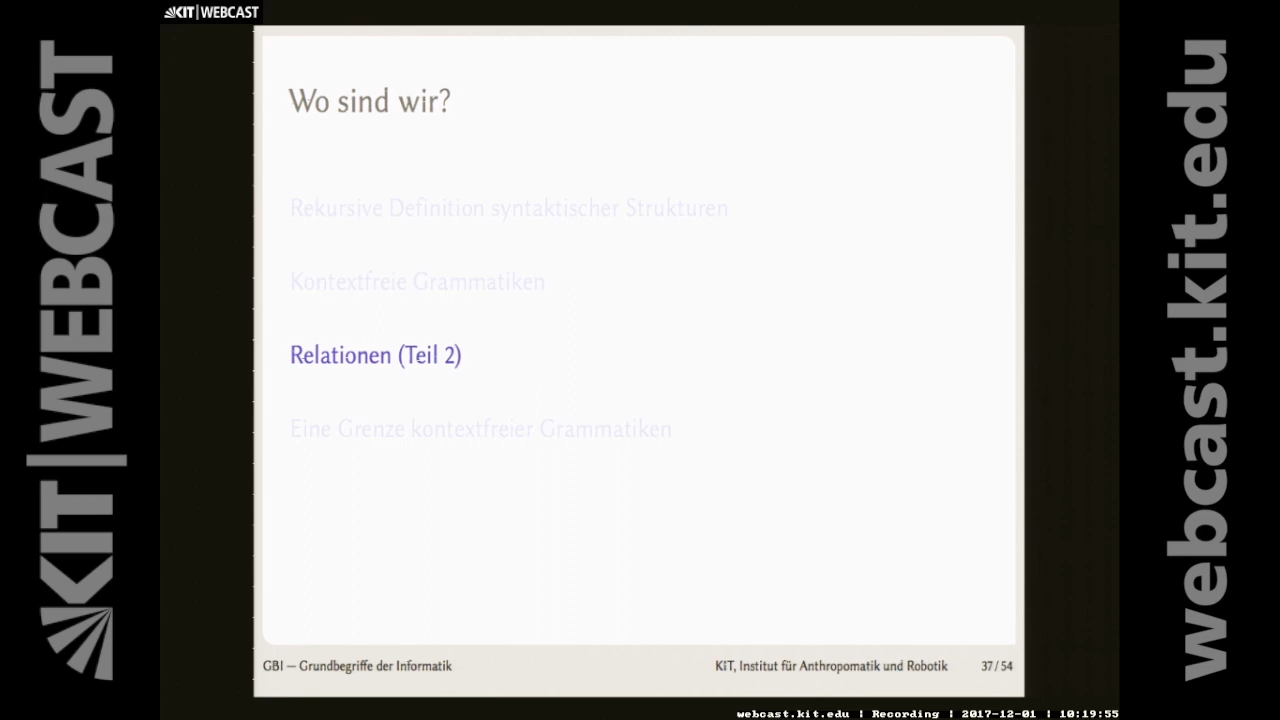 KIT WEBCAST
KIT WEBCAST
Wo sind wir?
Rekursive Definition syntaktischer Strukturen
Kontextfreie Grammatiken
Relationen (Teil 2)
Eine Grenze kontextfreier Grammatiken
GBI — Grundbegriffe der Informatik
KIT, Institut für Anthropomatik und Robotik
37 / 54
webcast.kit.edu
webcast.kit.edu | Recording | 2017-12-01 | 10:19:55